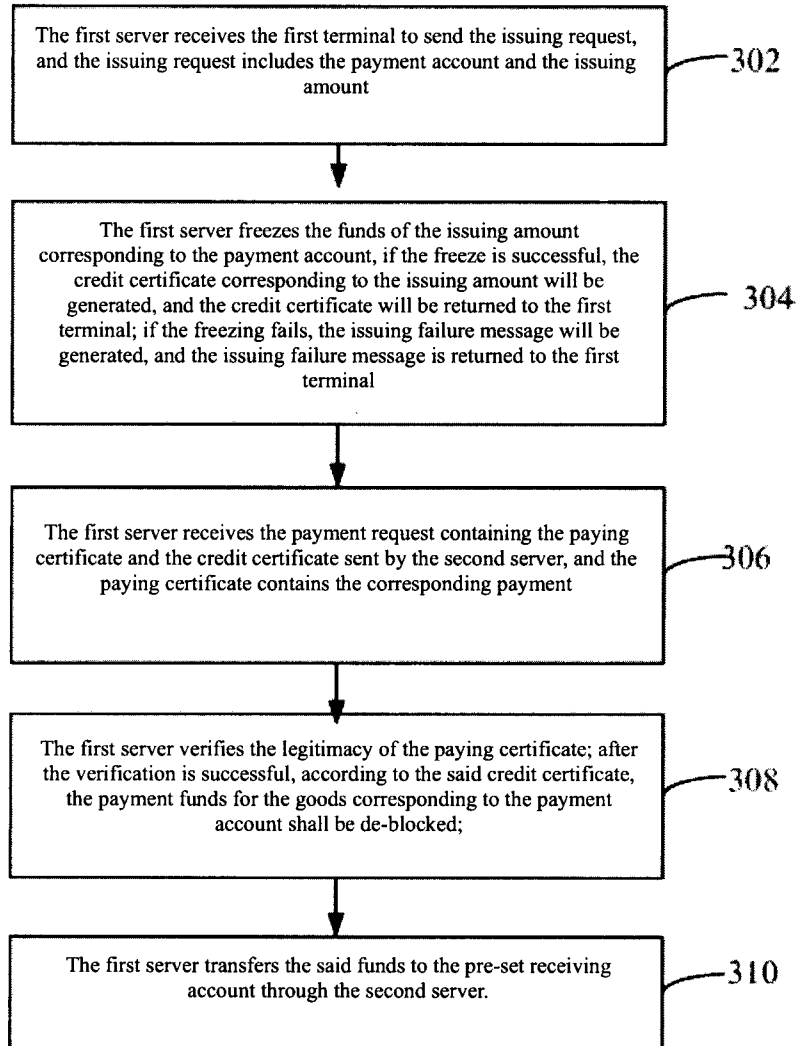 The first server receives the first terminal to send the issuing request,
and the issuing request includes the payment account and the issuing
amount
302
The first server freezes the funds of the issuing amount
corresponding to the payment account, if the freeze is successful, the
credit certificate corresponding to the issuing amount will be
generated, and the credit certificate will be returned to the first
terminal; if the freezing fails, the issuing failure message will be
generated, and the issuing failure message is returned to the first
terminal
304
The first server receives the payment request containing the paying
certificate and the credit certificate sent by the second server, and the
paying certificate contains the corresponding payment
306
The first server verifies the legitimacy of the paying certificate; after
the verification is successful, according to the said credit certificate,
the payment funds for the goods corresponding to the payment
account shall be de-blocked;
308
The first server transfers the said funds to the pre-set receiving
account through the second server.
310